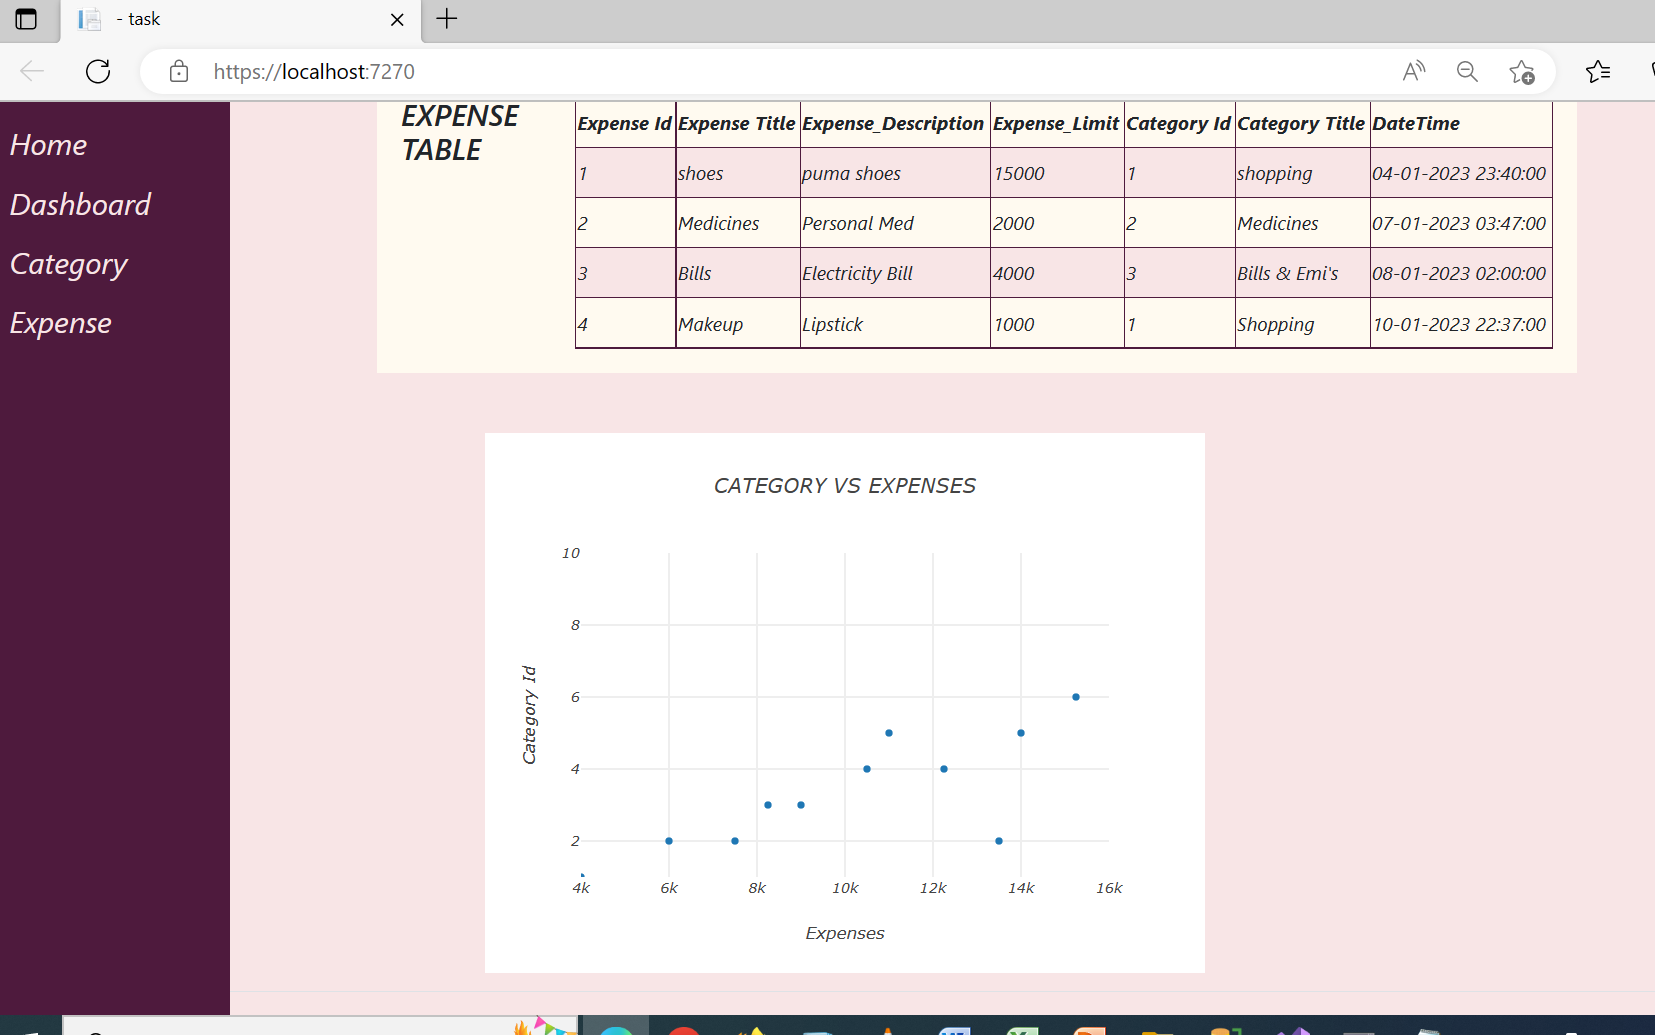 - task
https://localhost:7270
Home
Dashboard
Category
Expense
EXPENSE
TABLE
Expense Id Expense Title Expense_Description Expense_Limit Category Id Category Title DateTime
1 shoes puma shoes 15000 1 shopping 04-01-2023 23:40:00
2 Medicines Personal Med 2000 2 Medicines 07-01-2023 03:47:00
3 Bills Electricity Bill 4000 3 Bills & Emi's 08-01-2023 02:00:00
4 Makeup Lipstick 1000 1 Shopping 10-01-2023 22:37:00
CATEGORY VS EXPENSES
10
8
6
4
2
Category Id
4k 6k 8k 10k 12k 14k 16k
Expenses